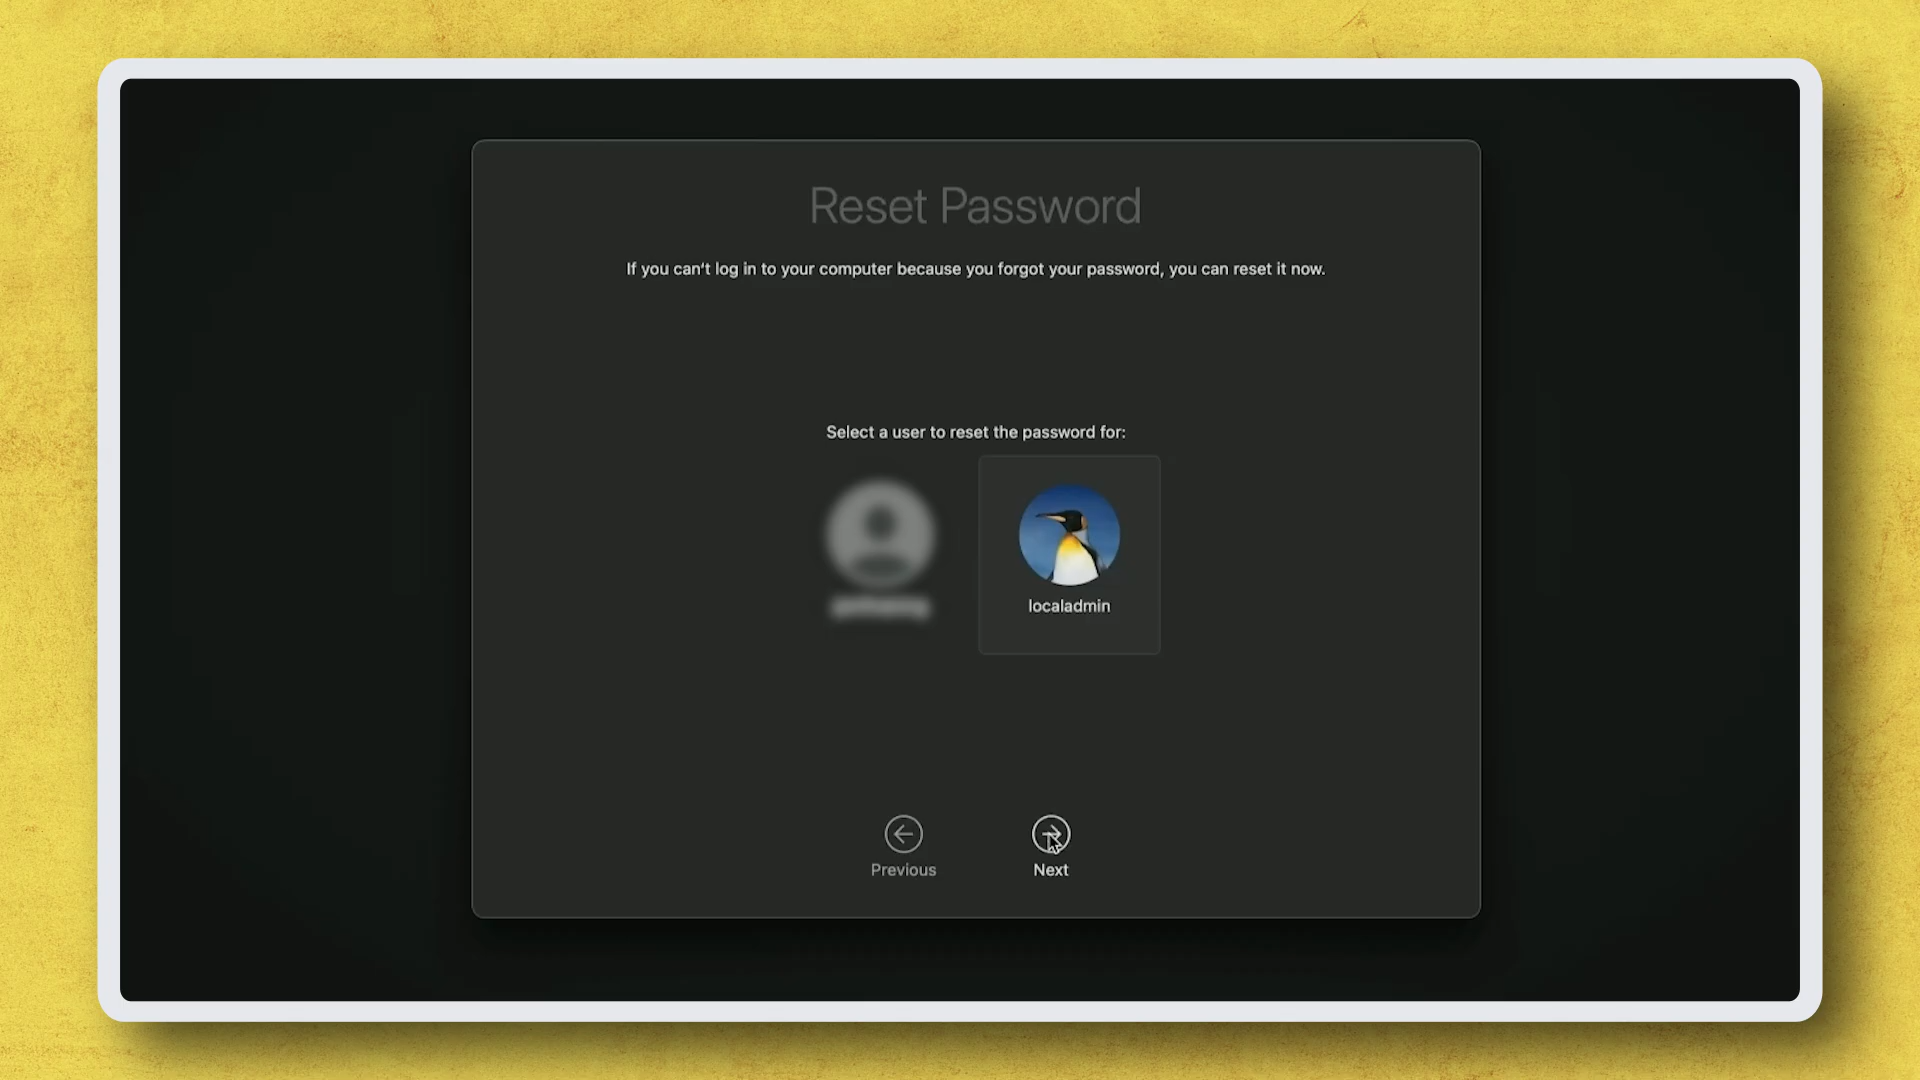 Reset Password
If you can't log in to your computer because you forgot your password, you can reset it now.
Select a user to reset the password for:
localadmin
Previous
Next